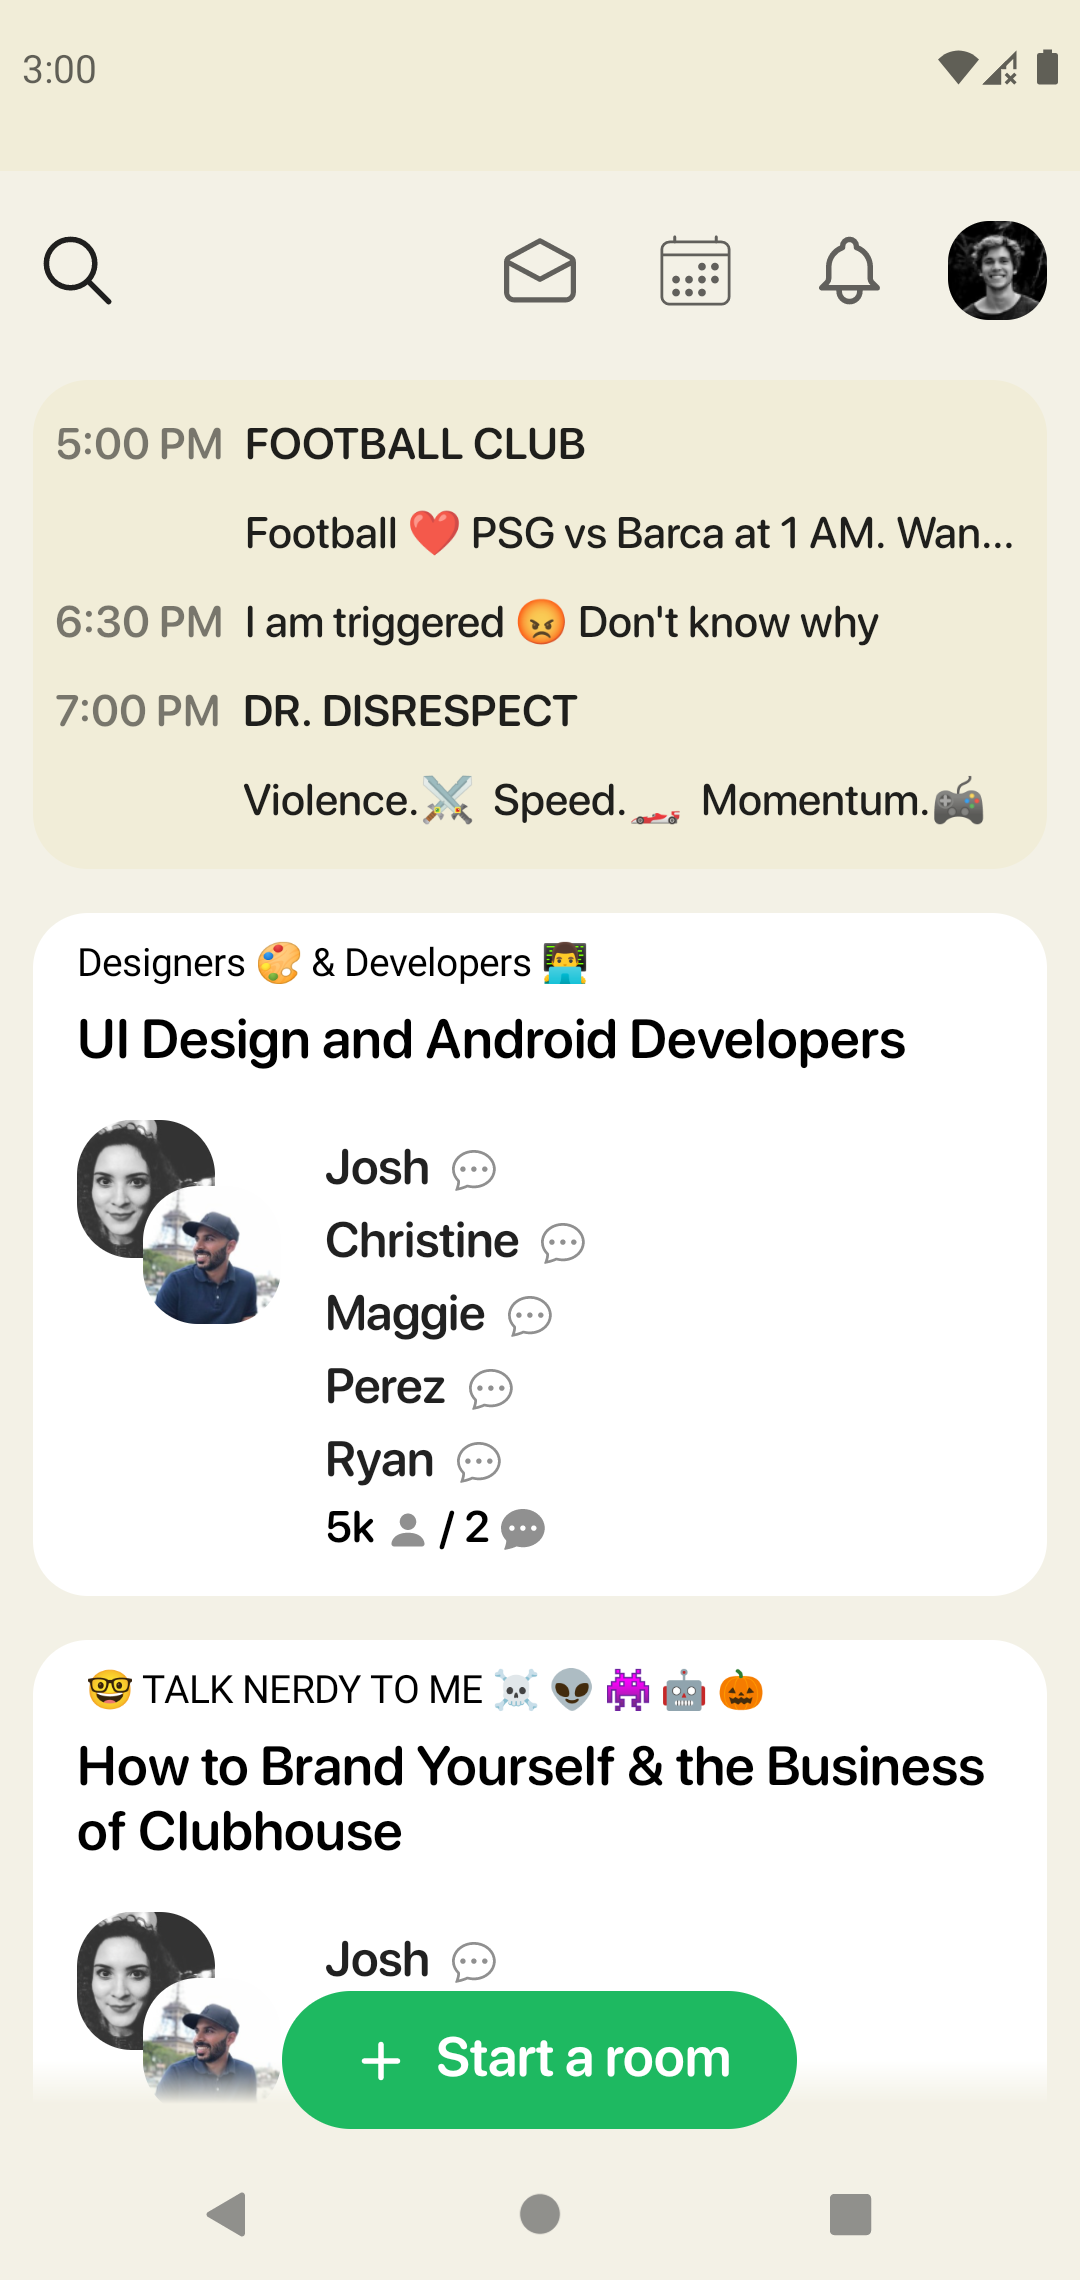 3:00
5:00 PM FOOTBALL CLUB
Football ❤️ PSG vs Barca at 1 AM. Wan...
6:30 PM I am triggered 😡 Don't know why
7:00 PM DR. DISRESPECT
Violence.⚔️ Speed.🏎️ Momentum.🎮
Designers 🎨 & Developers 👨‍💻
UI Design and Android Developers
Josh 💬
Christine 💬
Maggie 💬
Perez 💬
Ryan 💬
5k 👤 / 2 💬
🤓 TALK NERDY TO ME ☠️ 👽 👾 🤖 🎃
How to Brand Yourself & the Business
of Clubhouse
Josh 💬
+ Start a room